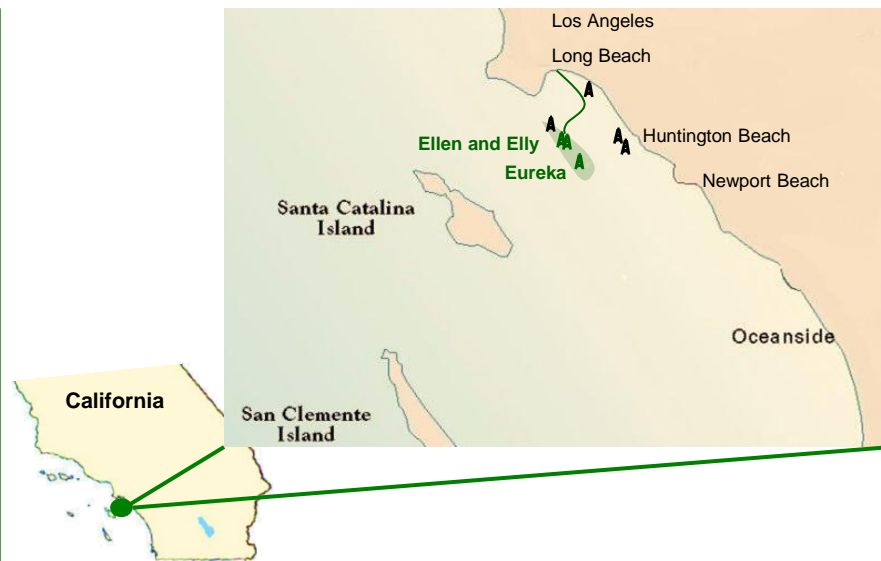 Los Angeles
Long Beach
Huntington Beach
Ellen and Elly
Eureka
Newport Beach
Santa Catalina
Island
Oceanside
California
San Clemente
Island